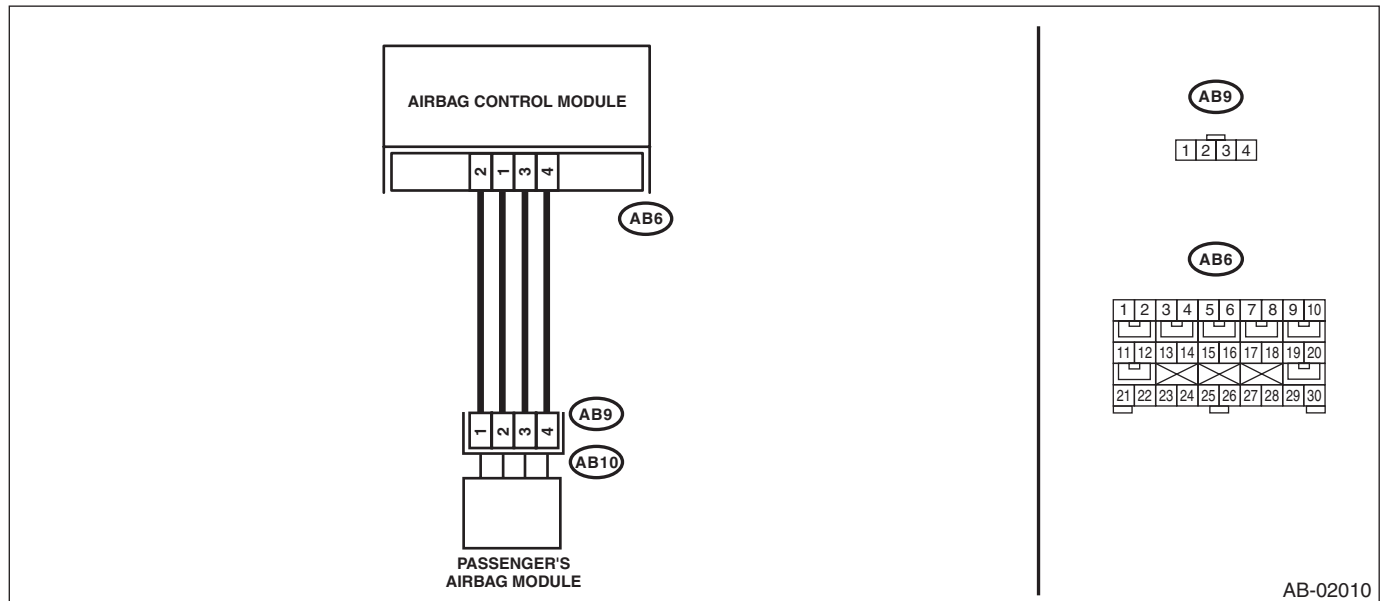 AIRBAG CONTROL MODULE
2 1 3 4
AB6
1 2 3 4
AB9
AB10
PASSENGER'S
AIRBAG MODULE
AB9
1 2 3 4
AB6
1 2 3 4 5 6 7 8 9 10
11 12 13 14 15 16 17 18 19 20
21 22 23 24 25 26 27 28 29 30
AB-02010